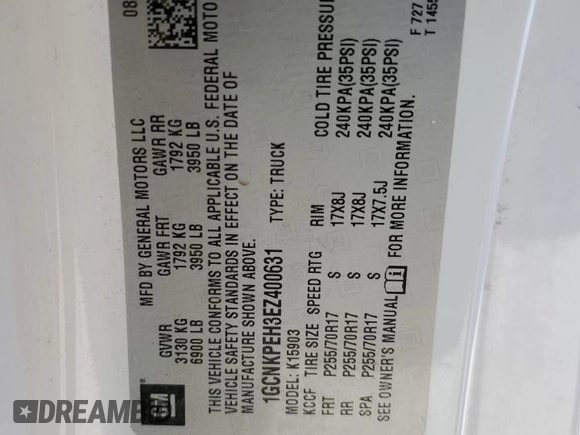 08
MFD BY GENERAL MOTORS LLC
GVWR GAWR FRT GAWR RR
3130 KG 1792 KG 1792 KG
6900 LB 3950 LB 3950 LB
THIS VEHICLE CONFORMS TO ALL APPLICABLE U.S. FEDERAL MOTO
VEHICLE SAFETY STANDARDS IN EFFECT ON THE DATE OF
MANUFACTURE SHOWN ABOVE.
1GCNKPEH3EZ400631 TYPE: TRUCK
MODEL: K15903
KCCF TIRE SIZE SPEED RTG RIM COLD TIRE PRESSUR
FRT P255/70R17 S 17X8J 240KPA(35PSI)
RR P255/70R17 S 17X8J 240KPA(35PSI)
SPA P255/70R17 S 17X7.5J 240KPA(35PSI)
SEE OWNER'S MANUAL FOR MORE INFORMATION.
F 727
T 1455
GM
DREAMBID